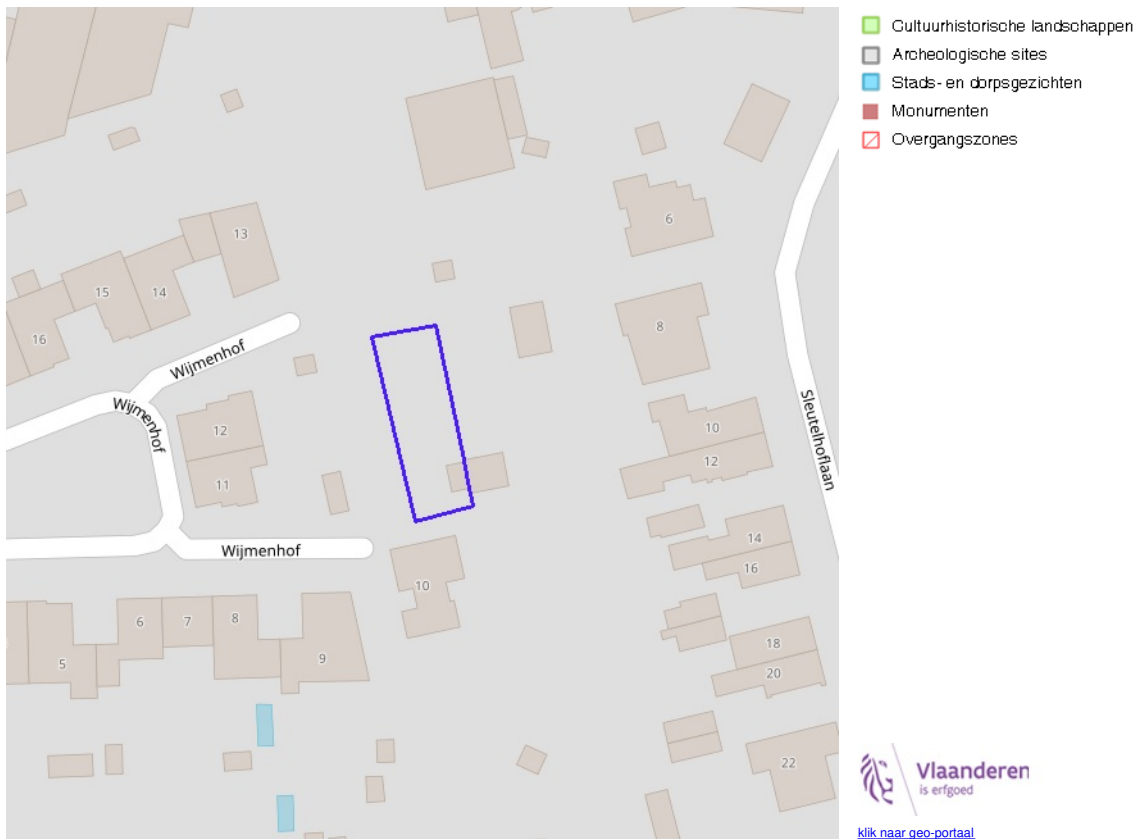 Cultuurhistorische landschappen
Archeologische sites
Stads- en dorpsgezichten
Monumenten
Overgangszones
6
13
15
14
8
16
Wijmenhof
Wijmenhof
10
12
12
11
Sleutelhoflaan
14
Wijmenhof
16
10
6
7
8
18
9
5
20
22
Vlaanderen
is erfgoed
klik naar geo-portaal